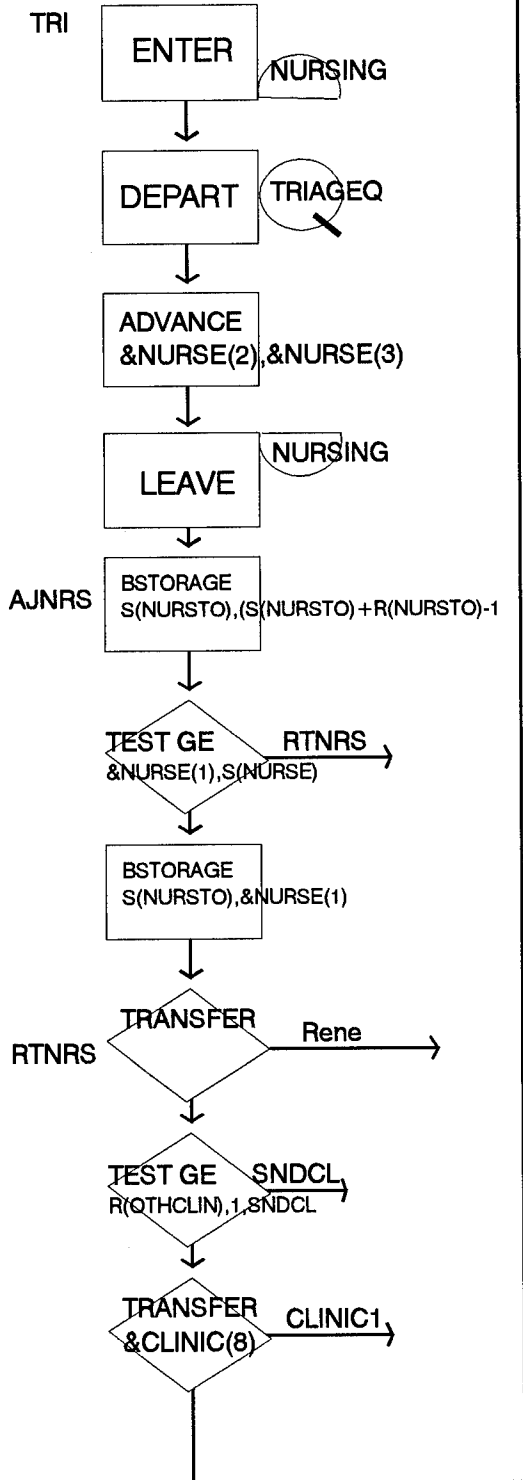 TRI
ENTER
NURSING
DEPART
TRIAGEQ
ADVANCE
&NURSE(2),&NURSE(3)
LEAVE
NURSING
AJNRS
BSTORAGE
S(NURSTO),(S(NURSTO)+R(NURSTO)-1
TEST GE
RTNRS
&NURSE(1),S(NURSE)
BSTORAGE
S(NURSTO),&NURSE(1)
TRANSFER
Rene
RTNRS
TEST GE
SNDCL
R(OTHCLIN),1,SNDCL
TRANSFER
CLINIC1
&CLINIC(8)